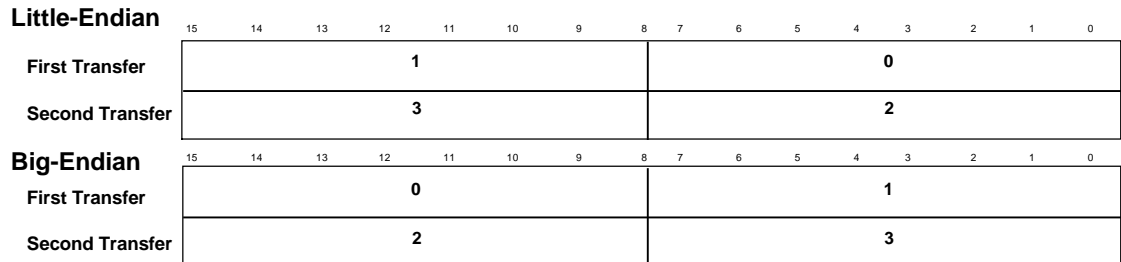 Little-Endian
15 14 13 12 11 10 9 8 7 6 5 4 3 2 1 0
First Transfer 1 0
Second Transfer 3 2
Big-Endian
15 14 13 12 11 10 9 8 7 6 5 4 3 2 1 0
First Transfer 0 1
Second Transfer 2 3